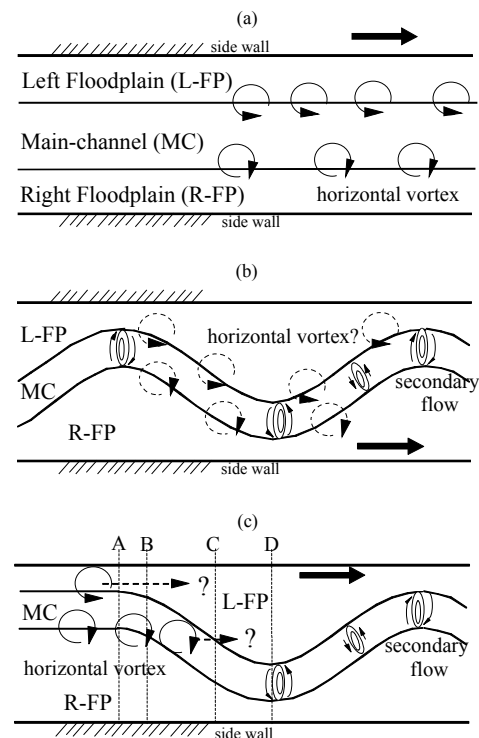 (a)
side wall
Left Floodplain (L-FP)
Main-channel (MC)
Right Floodplain (R-FP)
horizontal vortex
side wall
(b)
L-FP
horizontal vortex?
MC
secondary
flow
R-FP
side wall
(c)
A B C D
?
L-FP
MC
?
horizontal vortex
secondary
flow
R-FP
side wall